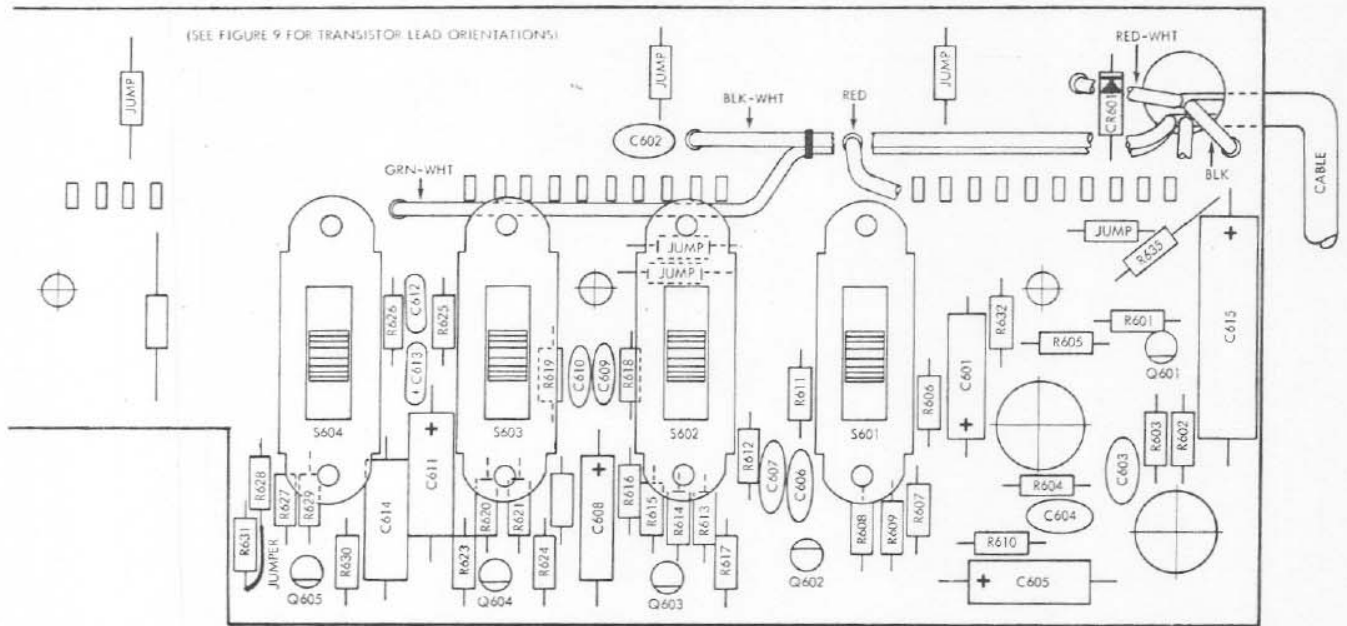 (SEE FIGURE 9 FOR TRANSISTOR LEAD ORIENTATIONS)
RED-WHT
JUMP
JUMP
JUMP
BLK-WHT
RED
CR601
C602
GRN-WHT
BLK
CABLE
JUMP
JUMP
JUMP
R635
+
C615
R626
C612
R625
C613
R619
C610
C609
R618
R611
R606
C601
+
R632
R601
R605
Q601
S604
S603
S602
S601
R603
R602
C603
R628
R627
R629
C614
+
C611
R620
R621
+
C608
R616
R615
R614
R613
R612
C607
C606
R608
R609
R607
R604
C604
R631
JUMPER
R630
R623
R624
R617
R610
+
C605
Q605
Q604
Q603
Q602